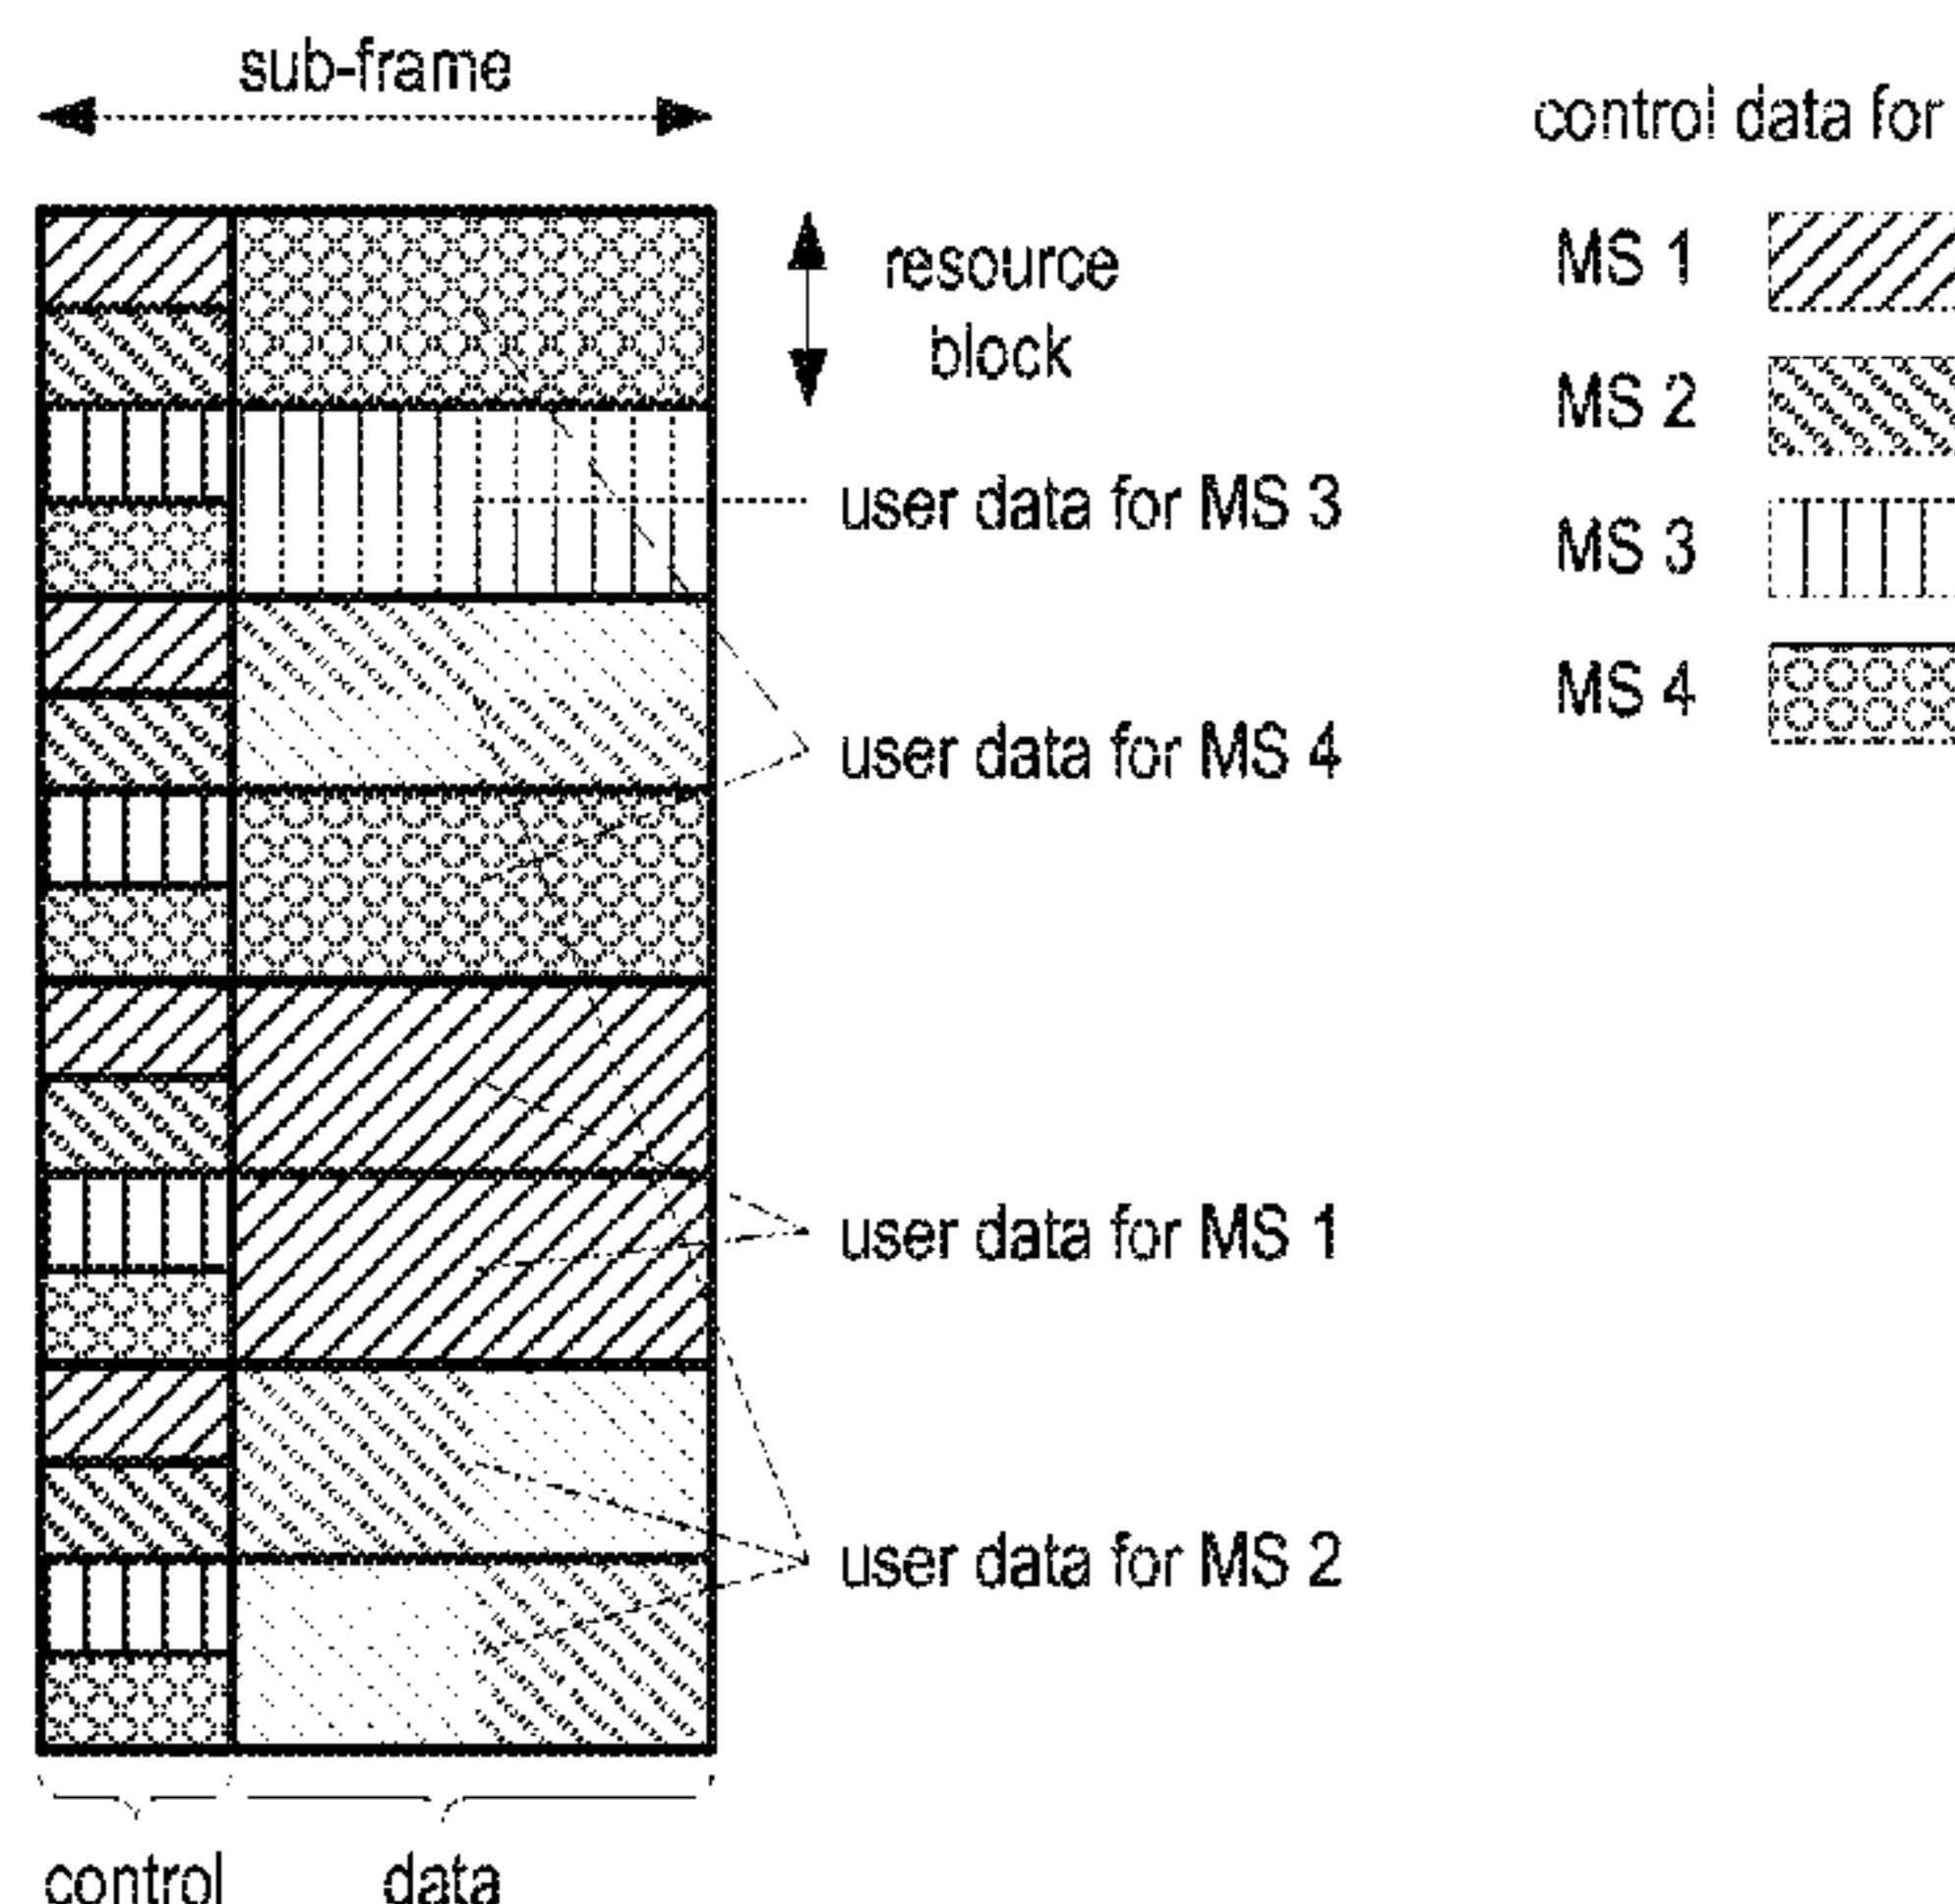 sub-frame
control data for
MS 1
MS 2
MS 3
MS 4
resource
block
user data for MS 3
user data for MS 4
user data for MS 1
user data for MS 2
control
data